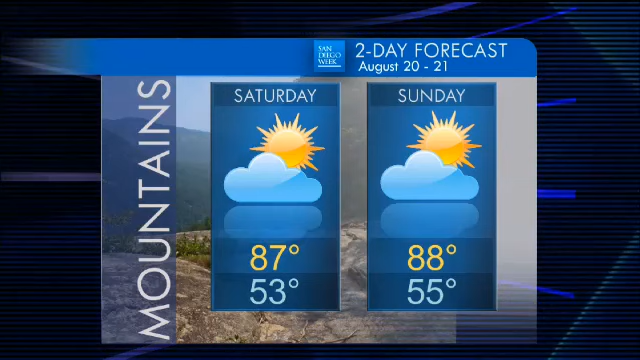 SAN
DIEGO
WEEK
2-DAY FORECAST
August 20 - 21
MOUNTAINS
SATURDAY
87°
53°
SUNDAY
88°
55°